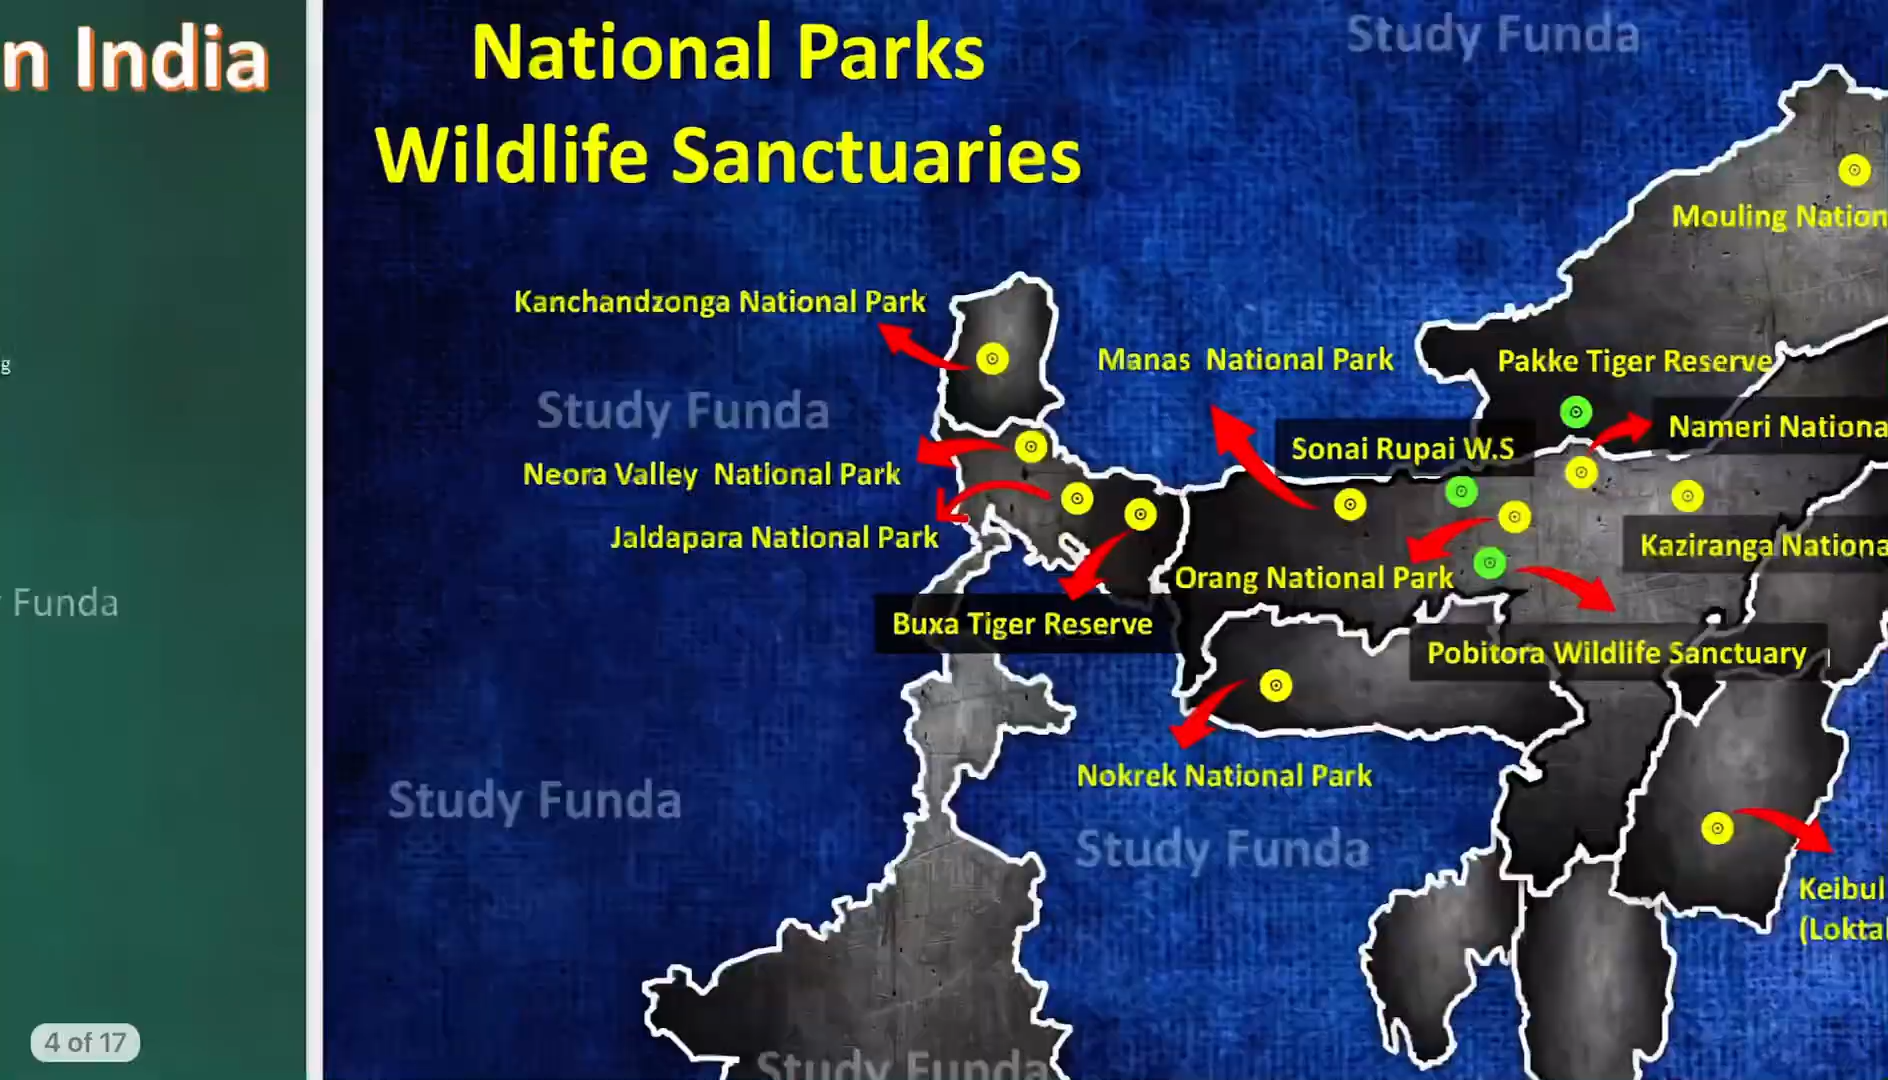 n India
National Parks
Wildlife Sanctuaries
Study Funda
Mouling Nation
Kanchandzonga National Park
Manas National Park
Pakke Tiger Reserve
g
Study Funda
Nameri Nationa
Sonai Rupai W.S
Neora Valley National Park
Jaldapara National Park
Kaziranga Nationa
Orang National Park
Funda
Buxa Tiger Reserve
Pobitora Wildlife Sanctuary
Nokrek National Park
Study Funda
Study Funda
Keibul
(Lokta
4 of 17
Study Funda